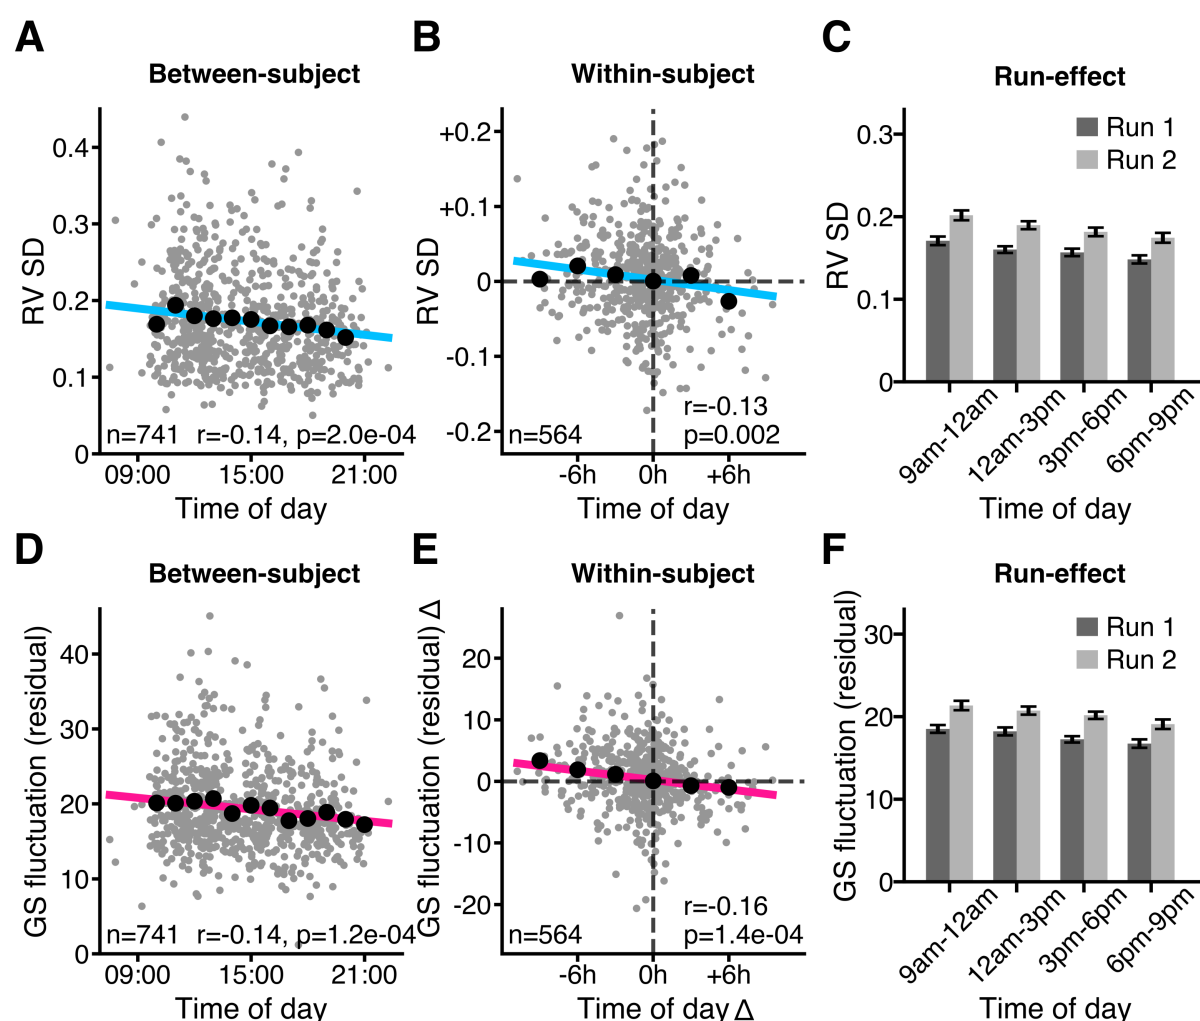 A
Between-subject
RV SD
0.4
0.3
0.2
0.1
0
n=741 r=-0.14, p=2.0e-04
09:00 15:00 21:00
Time of day
B
Within-subject
RV SD
+0.2
+0.1
0
-0.1
-0.2
n=564
r=-0.13
p=0.002
-6h 0h +6h
Time of day
C
Run-effect
RV SD
0.3
0.2
0.1
0
Run 1
Run 2
9am-12am
12am-3pm
3pm-6pm
6pm-9pm
Time of day
D
Between-subject
GS fluctuation (residual)
40
30
20
10
0
n=741 r=-0.14, p=1.2e-04
09:00 15:00 21:00
Time of day
E
Within-subject
GS fluctuation (residual) Δ
20
10
0
-10
-20
n=564
r=-0.16
p=1.4e-04
-6h 0h +6h
Time of day Δ
F
Run-effect
GS fluctuation (residual)
30
20
10
0
Run 1
Run 2
9am-12am
12am-3pm
3pm-6pm
6pm-9pm
Time of day